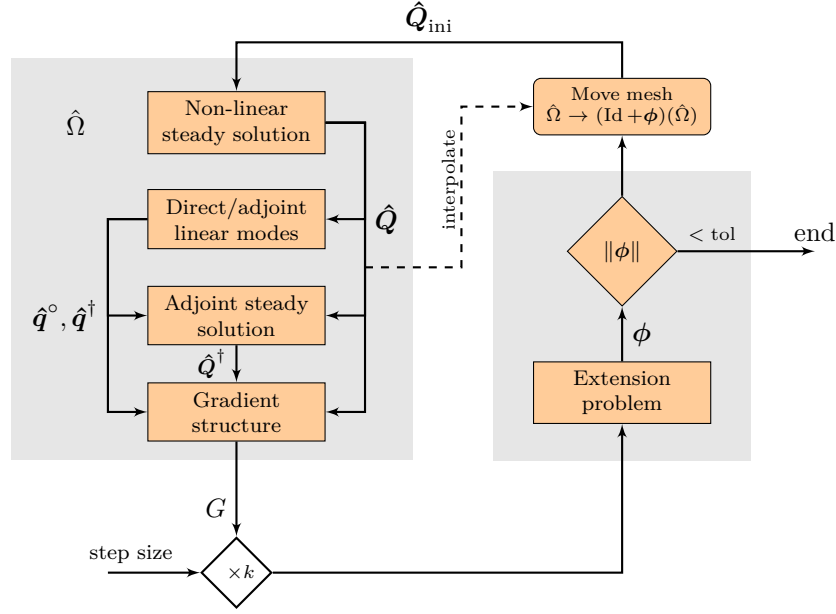 Q̂ᵢₙᵢ
Ω̂
Non-linear
steady solution
Move mesh
Ω̂ → (Id +ϕ)(Ω̂)
interpolate
Direct/adjoint
linear modes
Q̂
‖ϕ‖
< tol
end
q̂°, q̂†
Adjoint steady
solution
ϕ
Q̂†
Gradient
structure
Extension
problem
G
step size
×k